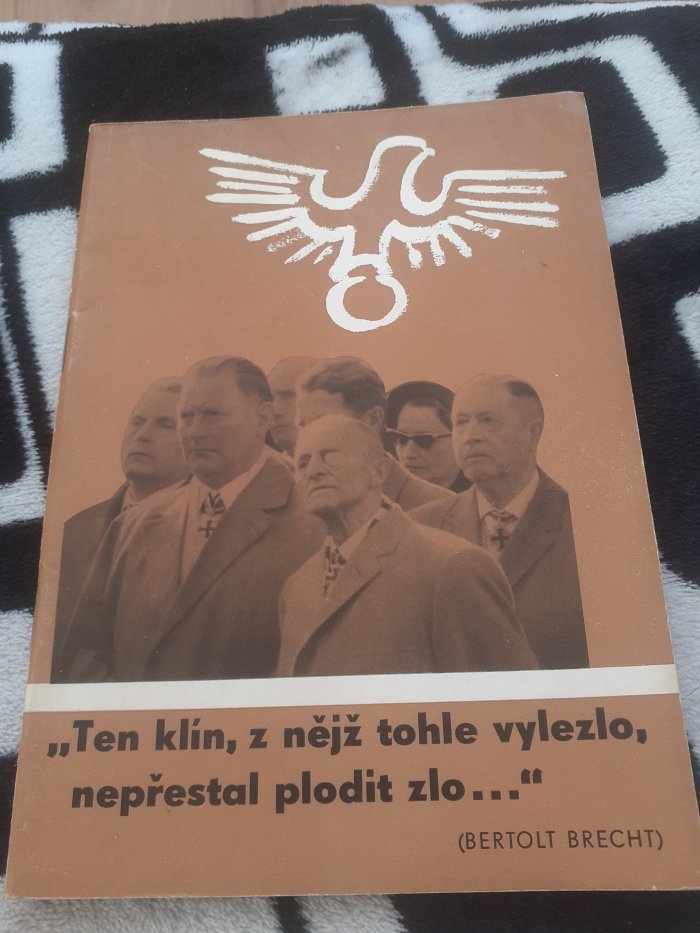 „Ten klín, z nějž tohle vylezlo,
nepřestal plodit zlo...“
(BERTOLT BRECHT)